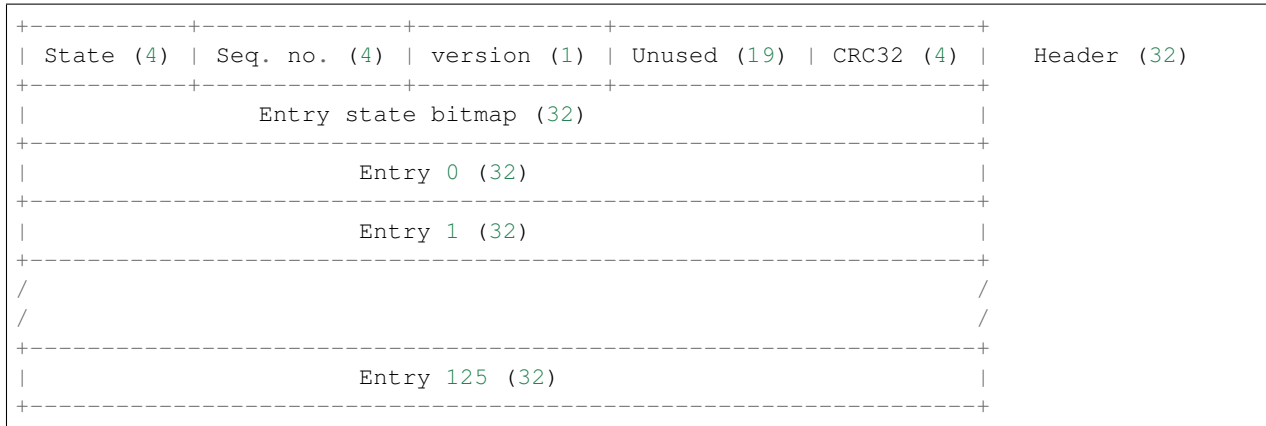 +-----------+--------------+-------------+-------------------------+
| State (4) | Seq. no. (4) | version (1) | Unused (19) | CRC32 (4) |   Header (32)
+-----------+--------------+-------------+-------------------------+
|                Entry state bitmap (32)                           |
+------------------------------------------------------------------+
|                       Entry 0 (32)                               |
+------------------------------------------------------------------+
|                       Entry 1 (32)                               |
+------------------------------------------------------------------+
/                                                                  /
/                                                                  /
+------------------------------------------------------------------+
|                       Entry 125 (32)                             |
+------------------------------------------------------------------+